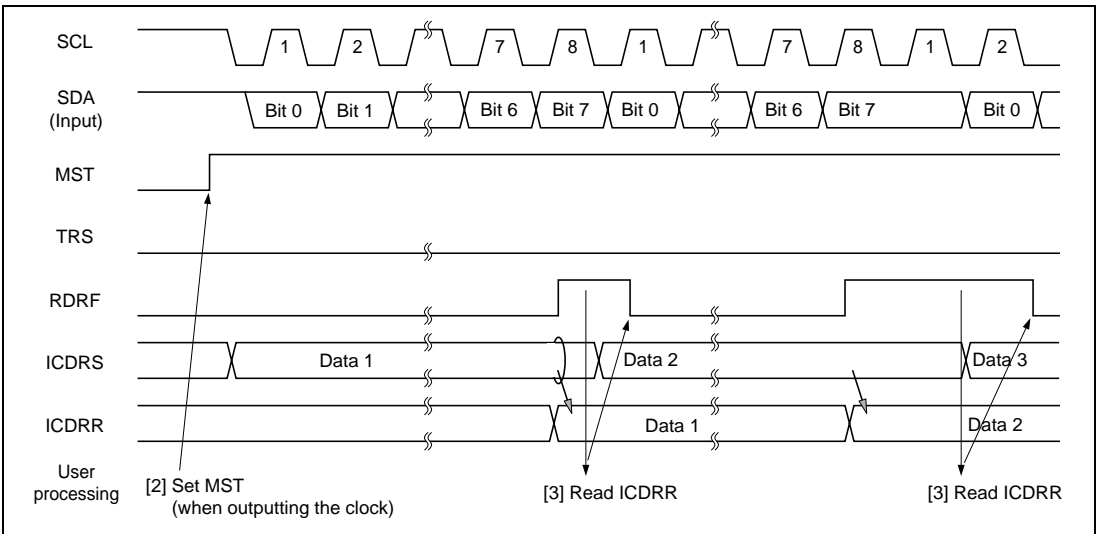 SCL 1 2 7 8 1 7 8 1 2
SDA
(Input)
Bit 0 Bit 1 Bit 6 Bit 7 Bit 0 Bit 6 Bit 7 Bit 0
MST
TRS
RDRF
ICDRS Data 1 Data 2 Data 3
ICDRR Data 1 Data 2
User
processing
[2] Set MST
(when outputting the clock)
[3] Read ICDRR
[3] Read ICDRR